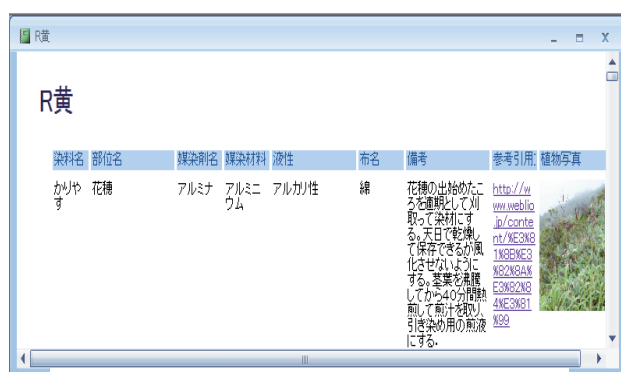 R黄
R黄
染料名 部位名 媒染剤名 媒染材料 液性 布名 備考 参考引用: 植物写真
かりや 花穂 アルミナ アルミニ アルカリ性 綿 花穂の出始めたこ http://w
す ウム ろを適期として刈 ww.weblio
取って染材にす .jp/conte
る。天日で乾燥し nt/%E3%8
て保存できるが風 1%8B%E3
化させないように %82%8A%
する。茎葉を沸騰 E3%82%8
してから40分間熱 4%E3%81
煎して煎汁を取り、 %99
引き染め用の煎液
にする.